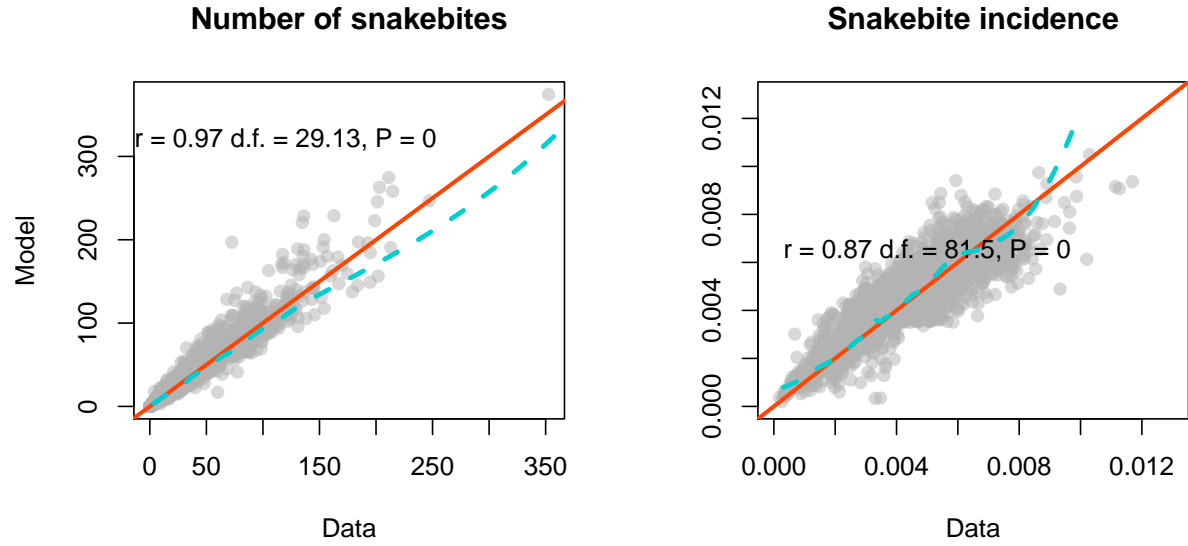 Number of snakebites
Model
300
200
100
0
r = 0.97 d.f. = 29.13, P = 0
0 50 150 250 350
Data
Snakebite incidence
0.012
0.008
0.004
0.000
r = 0.87 d.f. = 81.5, P = 0
0.000 0.004 0.008 0.012
Data